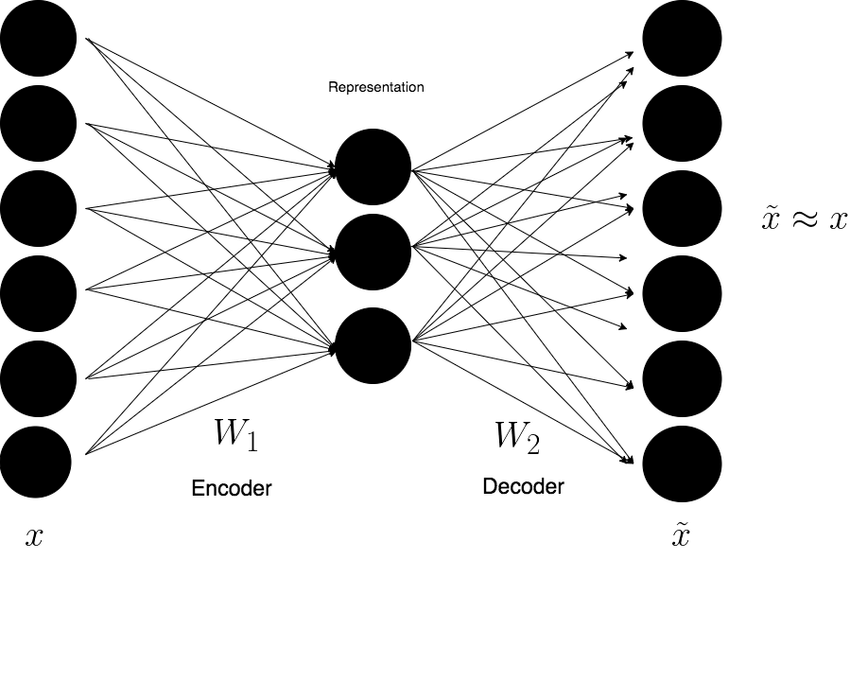 Representation
x̃ ≈ x
W₁
W₂
Encoder
Decoder
x
x̃